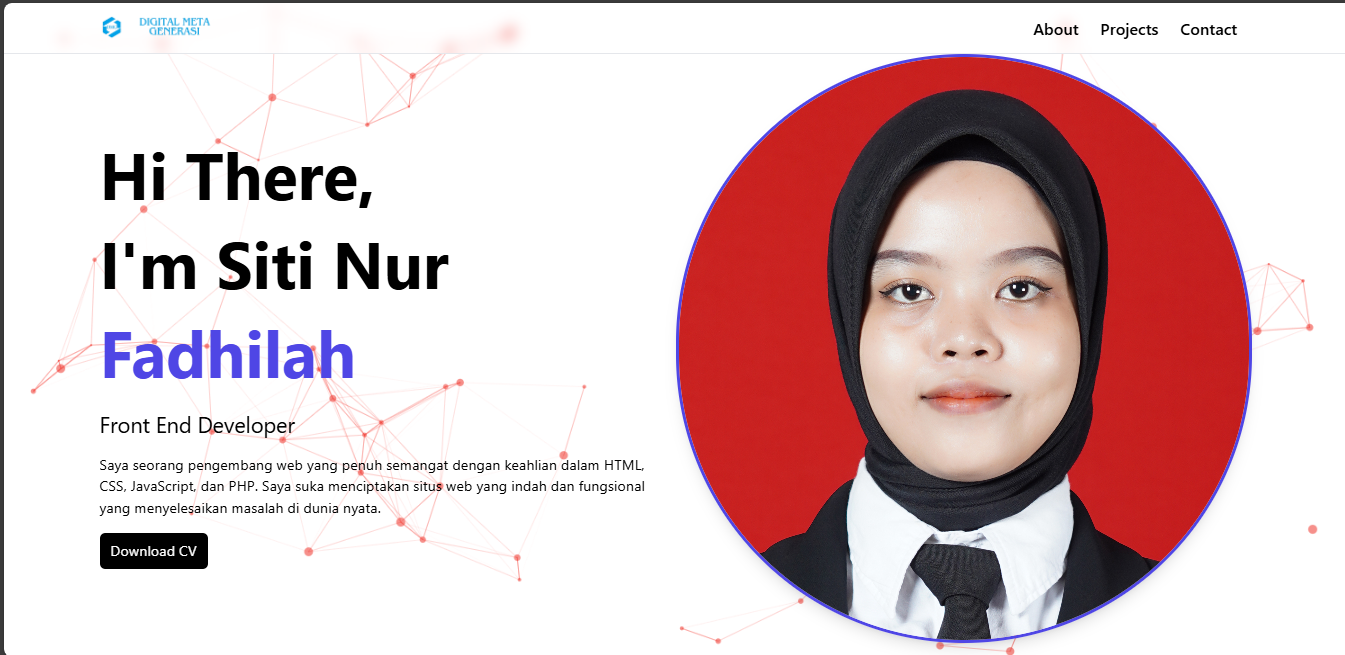 DIGITAL META
GENERASI
About Projects Contact
Hi There,
I'm Siti Nur
Fadhilah
Front End Developer
Saya seorang pengembang web yang penuh semangat dengan keahlian dalam HTML,
CSS, JavaScript, dan PHP. Saya suka menciptakan situs web yang indah dan fungsional
yang menyelesaikan masalah di dunia nyata.
Download CV